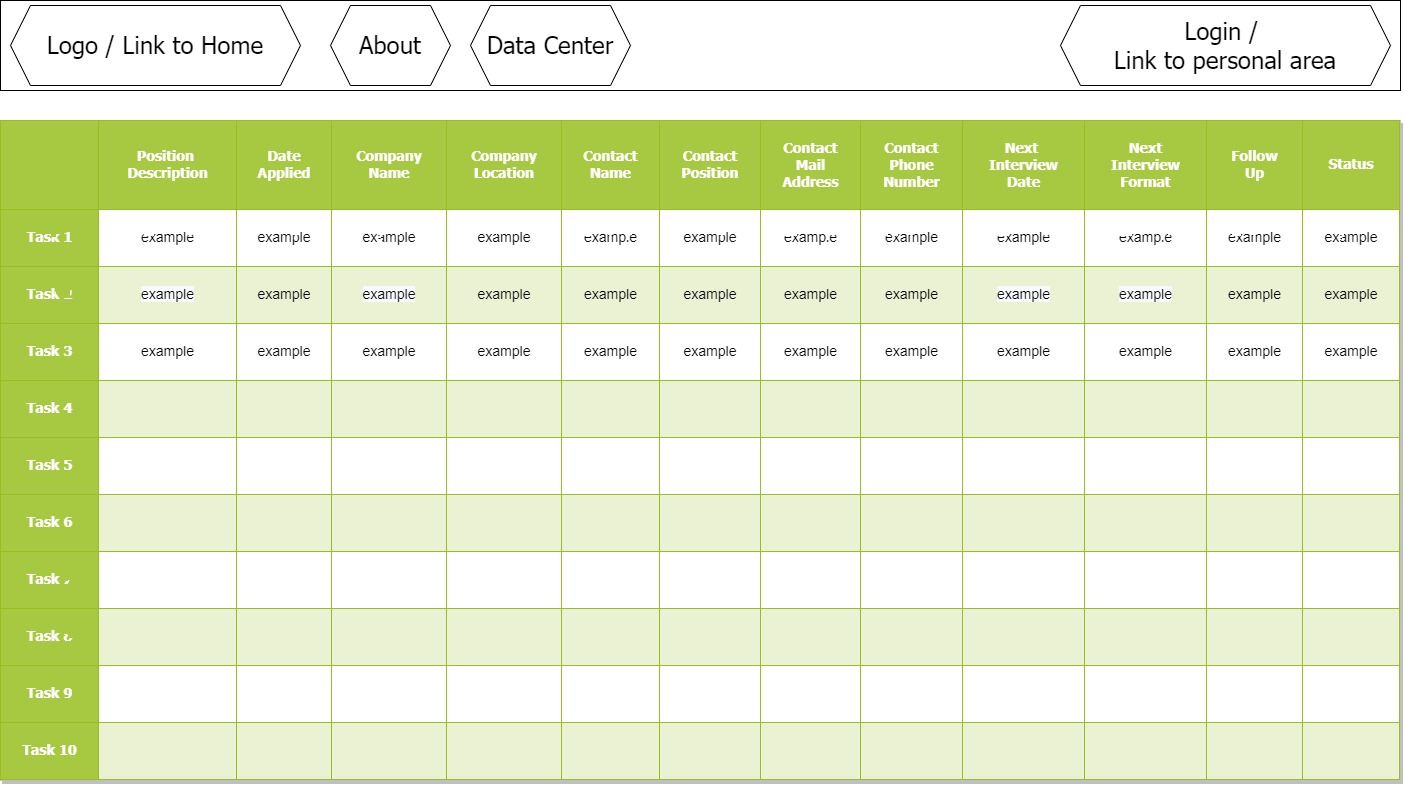 Logo / Link to Home About Data Center Login /
Link to personal area
Position Description Date Applied Company Name Company Location Contact Name Contact Position Contact Mail Address Contact Phone Number Next Interview Date Next Interview Format Follow Up Status
Task 1 example example example example example example example example example example example example
Task 2 example example example example example example example example example example example example
Task 3 example example example example example example example example example example example example
Task 4
Task 5
Task 6
Task
Task
Task 9
Task 10